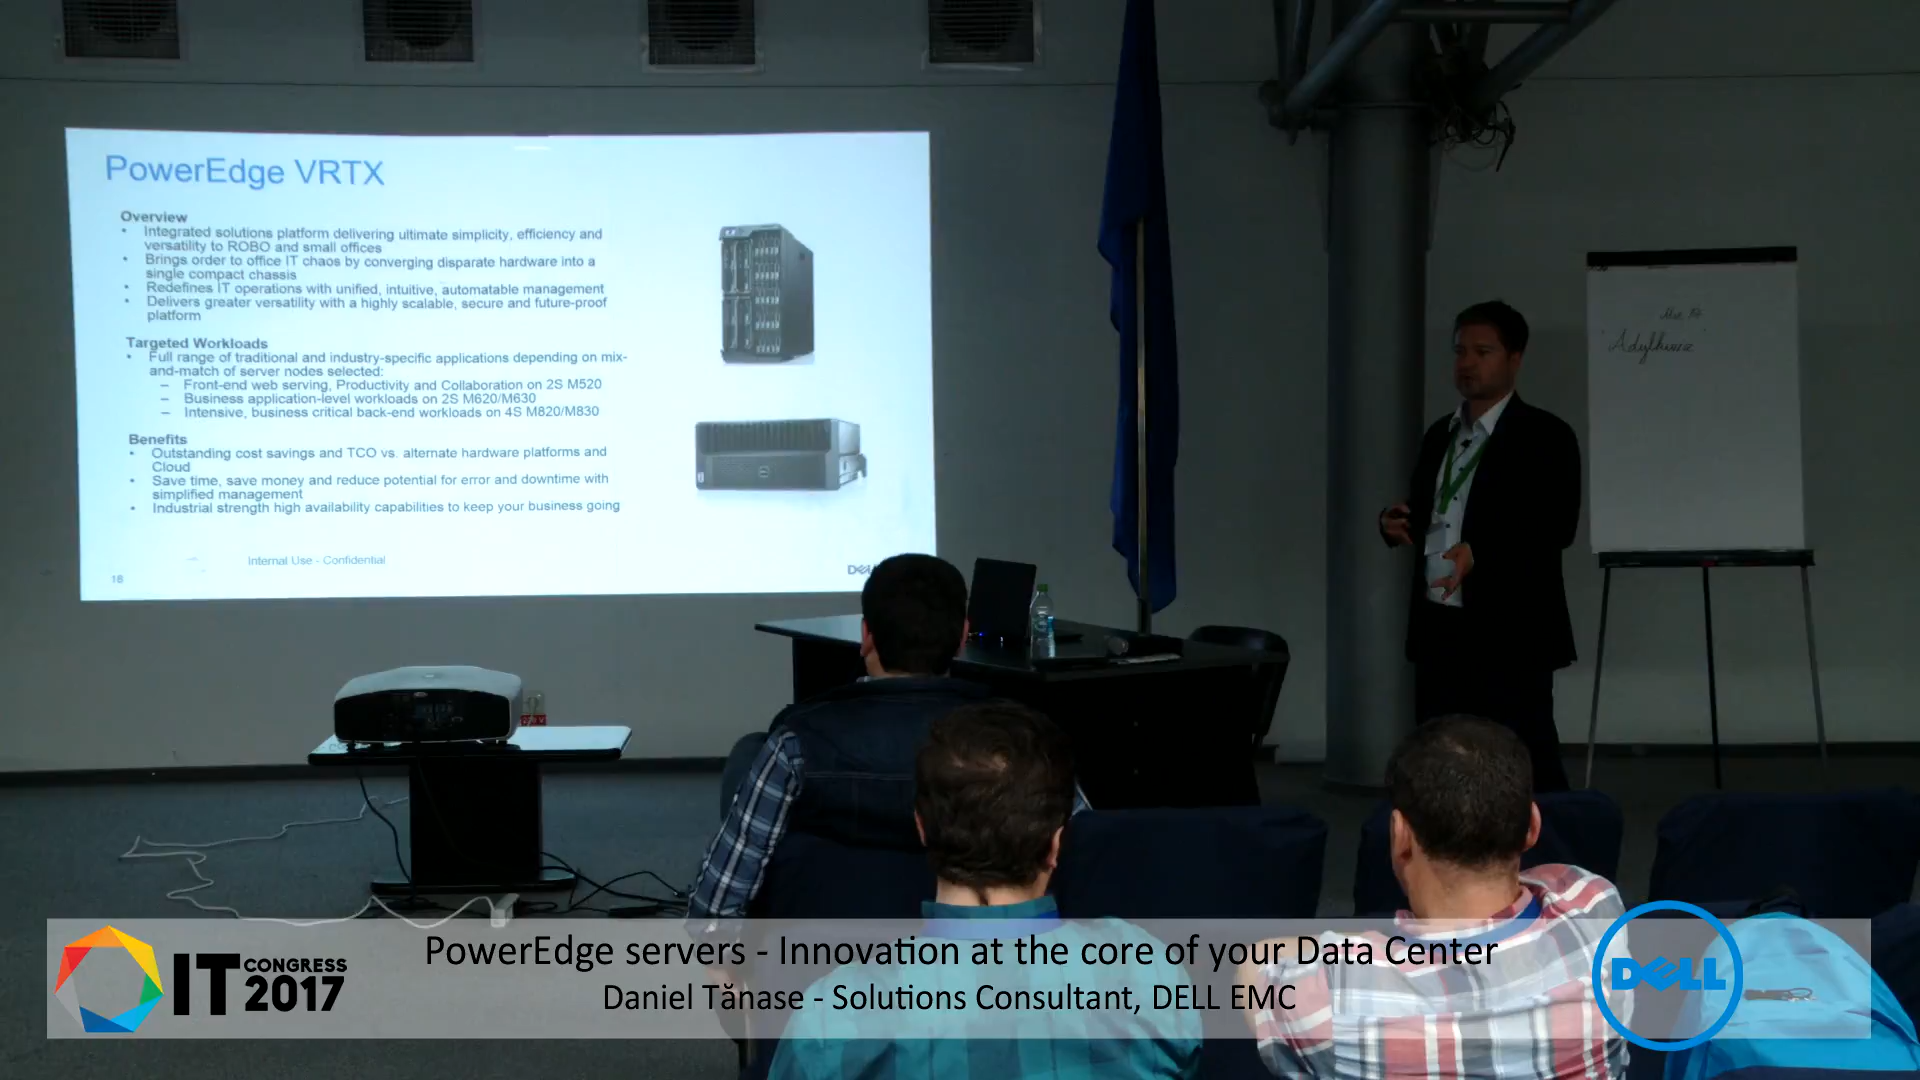 PowerEdge VRTX
Overview
• Integrated solutions platform delivering ultimate simplicity, efficiency and
versatility to ROBO and small offices
• Brings order to office IT chaos by converging disparate hardware into a
single compact chassis
• Redefines IT operations with unified, intuitive, automatable management
• Delivers greater versatility with a highly scalable, secure and future-proof
platform
Targeted Workloads
• Full range of traditional and industry-specific applications depending on mix-
and-match of server nodes selected:
– Front-end web serving, Productivity and Collaboration on 2S M520
– Business application-level workloads on 2S M620/M630
– Intensive, business critical back-end workloads on 4S M820/M830
Benefits
• Outstanding cost savings and TCO vs. alternate hardware platforms and
Cloud
• Save time, save money and reduce potential for error and downtime with
simplified management
• Industrial strength high availability capabilities to keep your business going
Internal Use - Confidential
16
IT CONGRESS
2017
PowerEdge servers - Innovation at the core of your Data Center
Daniel Tănase - Solutions Consultant, DELL EMC
DELL